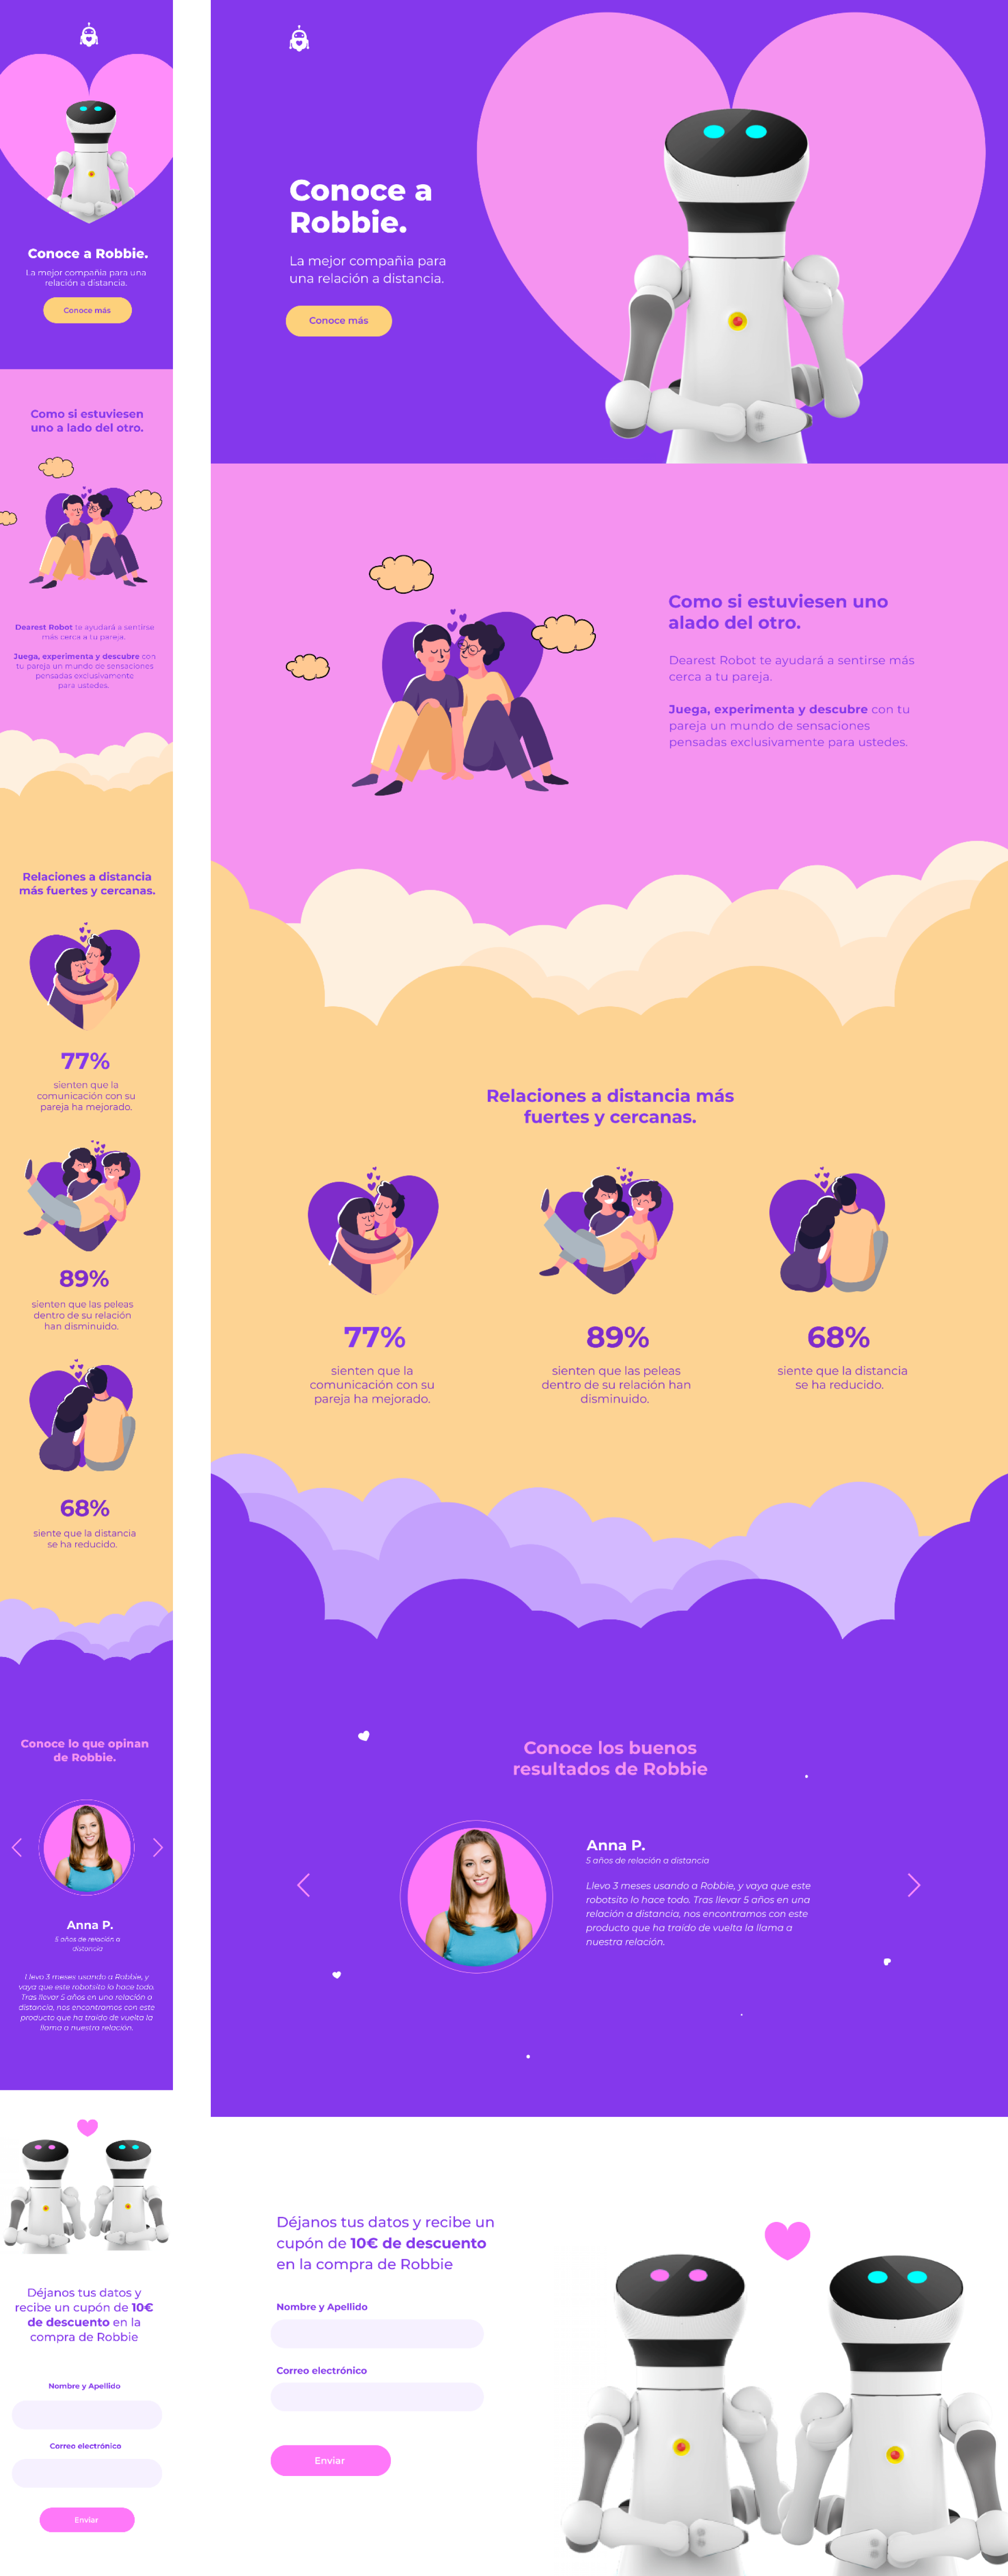 Conoce a Robbie.
La mejor compañia para una
relación a distancia.
Conoce más
Como si estuviesen
uno a lado del otro.
Dearest Robot te ayudará a sentirse
más cerca a tu pareja.
Juega, experimenta y descubre con
tu pareja un mundo de sensaciones
pensadas exclusivamente
para ustedes.
Relaciones a distancia
más fuertes y cercanas.
77%
sienten que la
comunicación con su
pareja ha mejorado.
89%
sienten que las peleas
dentro de su relación
han disminuido.
68%
siente que la distancia
se ha reducido.
Conoce lo que opinan
de Robbie.
Anna P.
5 años de relación a
distancia
Llevo 3 meses usando a Robbie, y
vaya que este robotsito lo hace todo.
Tras llevar 5 años en una relación a
distancia, nos encontramos con este
producto que ha traído de vuelta la
llama a nuestra relación.
Déjanos tus datos y
recibe un cupón de 10€
de descuento en la
compra de Robbie
Nombre y Apellido
Correo electrónico
Enviar
Conoce a
Robbie.
La mejor compañia para
una relación a distancia.
Conoce más
Como si estuviesen uno
alado del otro.
Dearest Robot te ayudará a sentirse más
cerca a tu pareja.
Juega, experimenta y descubre con tu
pareja un mundo de sensaciones
pensadas exclusivamente para ustedes.
Relaciones a distancia más
fuertes y cercanas.
77%
sienten que la
comunicación con su
pareja ha mejorado.
89%
sienten que las peleas
dentro de su relación han
disminuido.
68%
siente que la distancia
se ha reducido.
Conoce los buenos
resultados de Robbie
Anna P.
5 años de relación a distancia
Llevo 3 meses usando a Robbie, y vaya que este
robotsito lo hace todo. Tras llevar 5 años en una
relación a distancia, nos encontramos con este
producto que ha traido de vuelta la llama a
nuestra relación.
Déjanos tus datos y recibe un
cupón de 10€ de descuento
en la compra de Robbie
Nombre y Apellido
Correo electrónico
Enviar